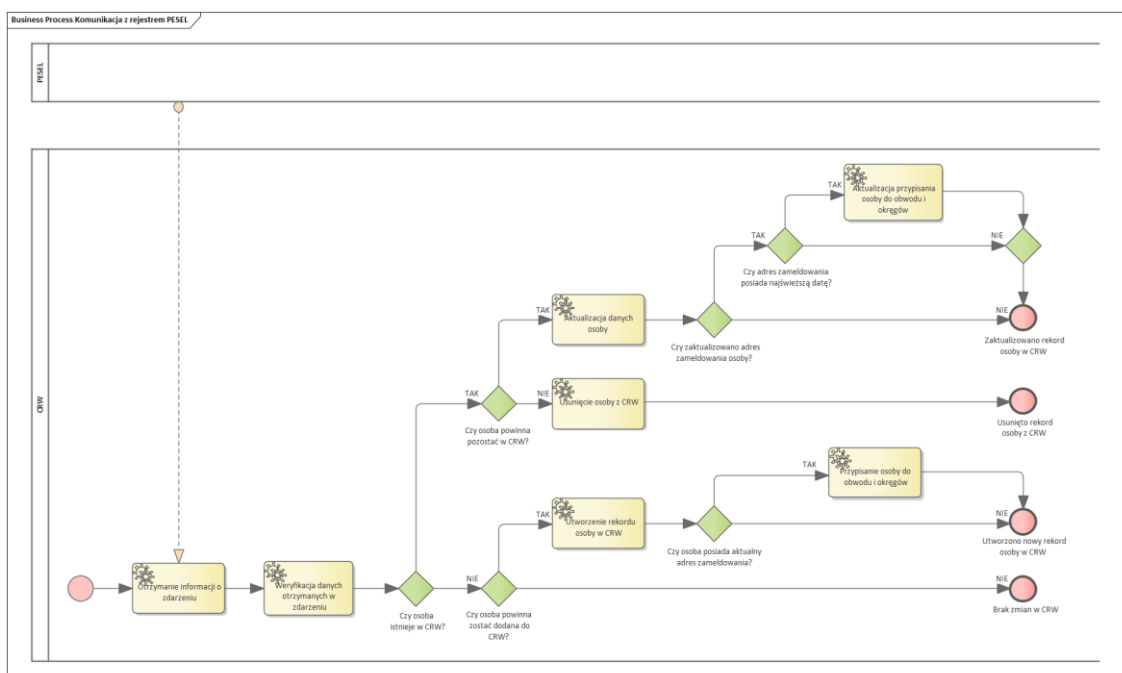 Business Process Komunikacja z rejestrem PESEL
PESEL
CRW
TAK
Aktualizacja przypisania
osoby do obwodu i
okręgów
TAK
NIE
Czy adres zameldowania
posiada najświeższą datę?
TAK
Aktualizacja danych
osoby
NIE
Czy zaktualizowano adres
zameldowania osoby?
Zaktualizowano rekord
osoby w CRW
TAK
NIE
Usunięcie osoby z CRW
Czy osoba powinna
pozostać w CRW?
Usunięto rekord
osoby z CRW
TAK
Przypisanie osoby do
obwodu i okręgów
TAK
Utworzenie rekordu
osoby w CRW
NIE
Czy osoba posiada aktualny
adres zameldowania?
Utworzono nowy rekord
osoby w CRW
Otrzymanie informacji o
zdarzeniu
Weryfikacja danych
otrzymanych w
zdarzeniu
NIE
NIE
Czy osoba
istnieje w CRW?
Czy osoba powinna
zostać dodana do
CRW?
Brak zmian w CRW